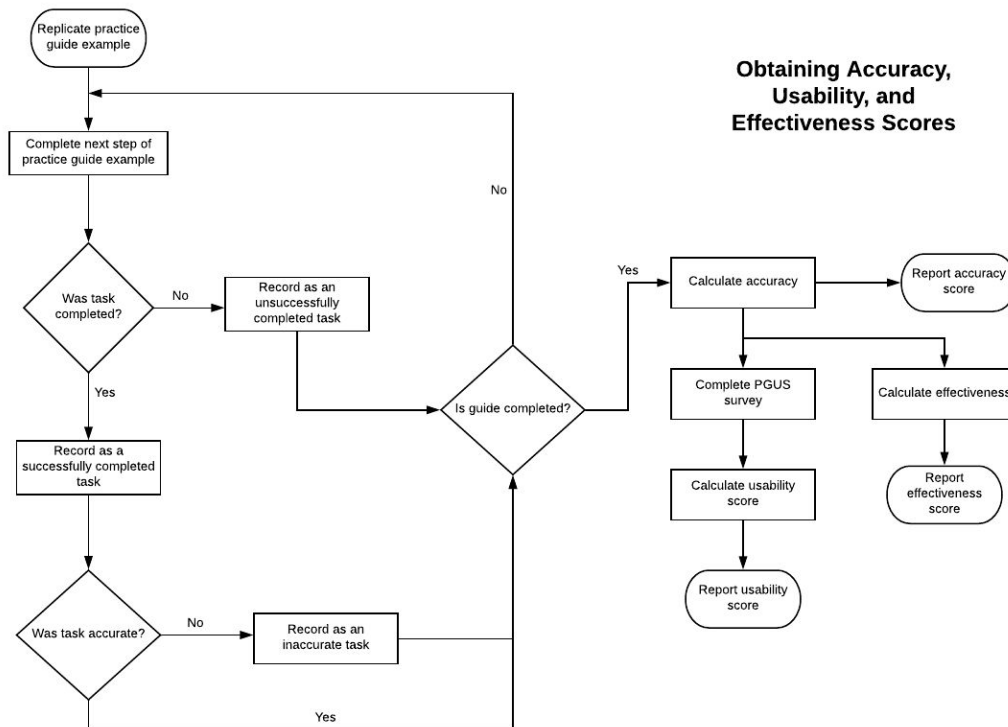 Replicate practice
guide example
Obtaining Accuracy,
Usability, and
Effectiveness Scores
Complete next step of
practice guide example
No
Was task
completed?
No
Record as an
unsuccessfully
completed task
Yes
Calculate accuracy
Report accuracy
score
Yes
Is guide completed?
Complete PGUS
survey
Calculate effectiveness
Record as a
successfully completed
task
Calculate usability
score
Report
effectiveness
score
Report usability
score
Was task accurate?
No
Record as an
inaccurate task
Yes